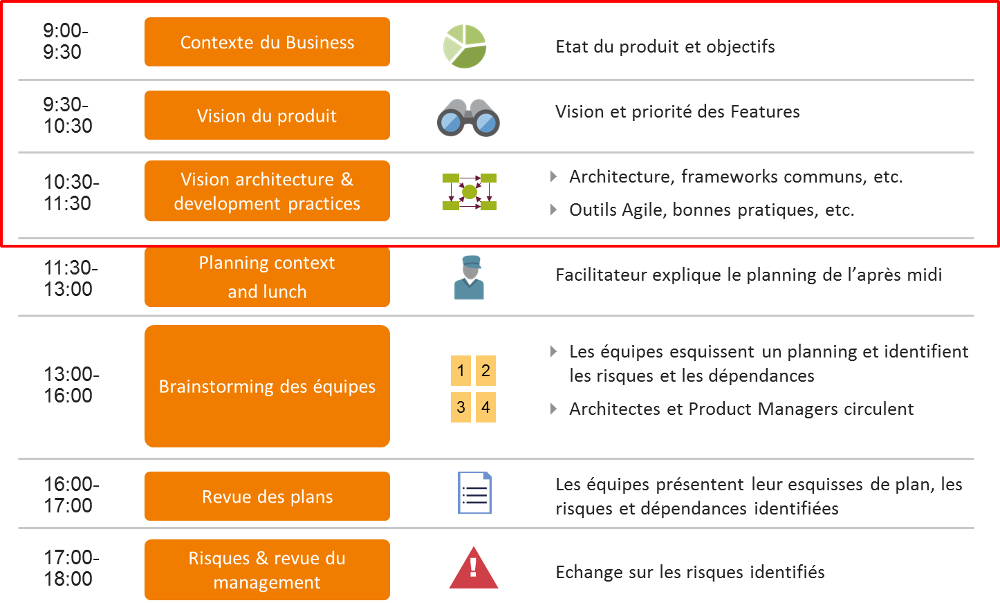 9:00-
9:30
Contexte du Business
Etat du produit et objectifs
9:30-
10:30
Vision du produit
Vision et priorité des Features
10:30-
11:30
Vision architecture &
development practices
Architecture, frameworks communs, etc.
Outils Agile, bonnes pratiques, etc.
11:30-
13:00
Planning context
and lunch
Facilitateur explique le planning de l’après midi
13:00-
16:00
Brainstorming des équipes
1 2
3 4
Les équipes esquissent un planning et identifient
les risques et les dépendances
Architectes et Product Managers circulent
16:00-
17:00
Revue des plans
Les équipes présentent leur esquisses de plan, les
risques et dépendances identifiées
17:00-
18:00
Risques & revue du
management
!
Echange sur les risques identifiés